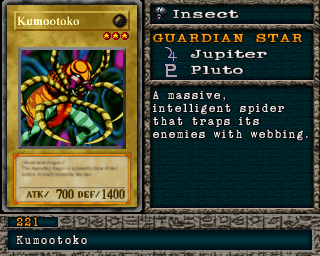 Kumootoko
ATK/ 700 DEF/1400
Insect
GUARDIAN STAR
Jupiter
Pluto
A massive,
intelligent spider
that traps its
enemies with webbing.
221
Kumootoko